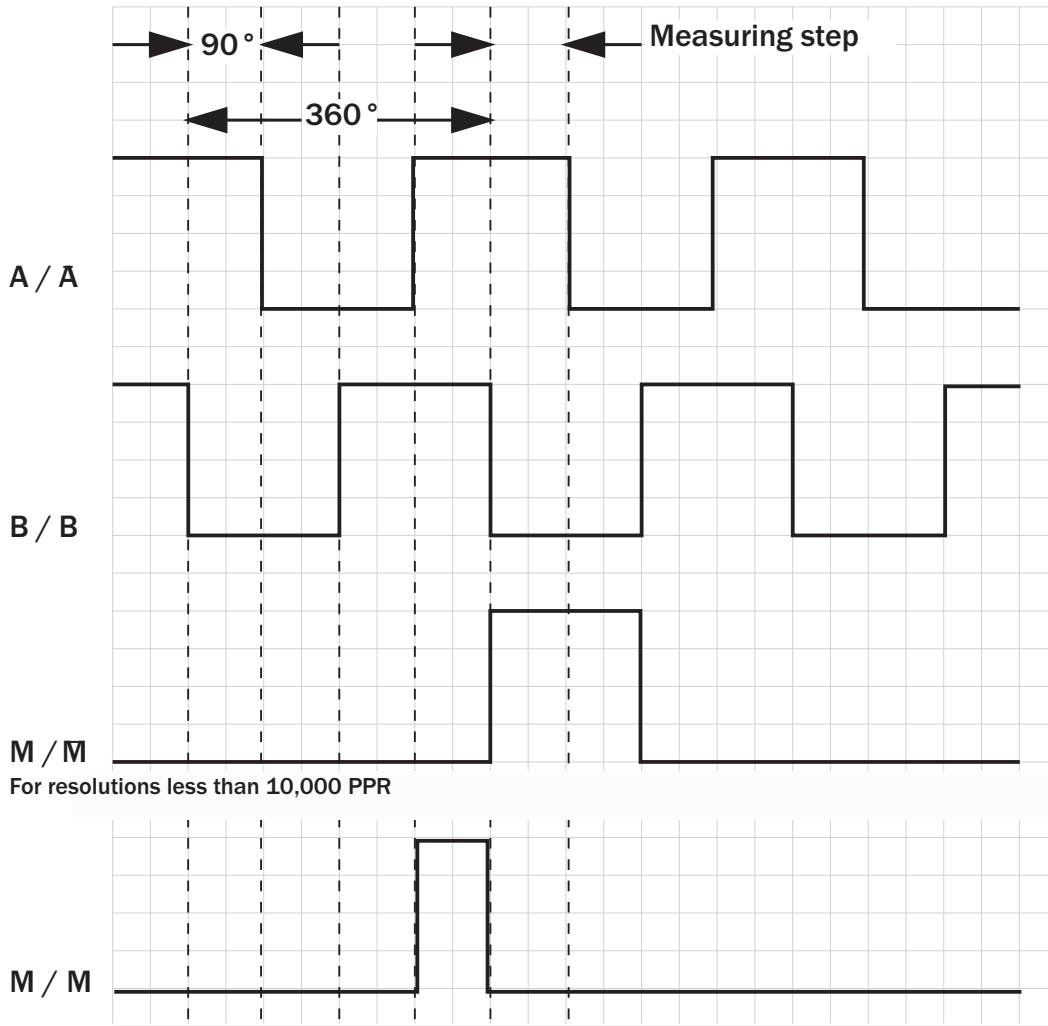 90°
Measuring step
360°
A / Ā
B / B
M / M̄
For resolutions less than 10,000 PPR
M / M